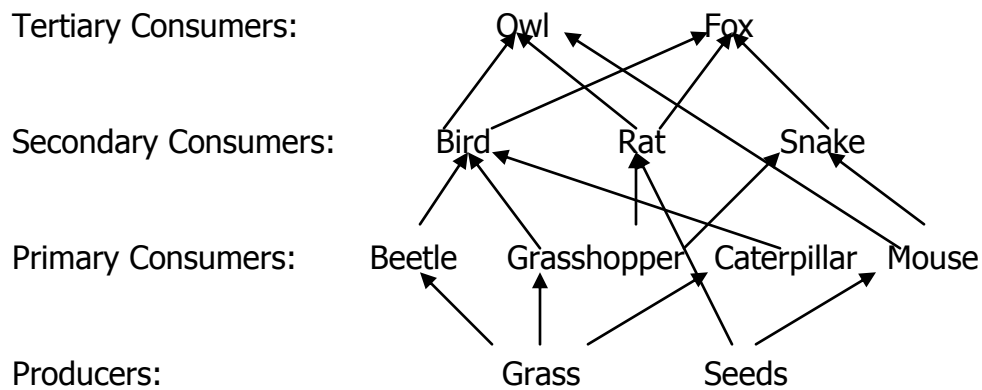 Tertiary Consumers: Owl Fox
Secondary Consumers: Bird Rat Snake
Primary Consumers: Beetle Grasshopper Caterpillar Mouse
Producers: Grass Seeds